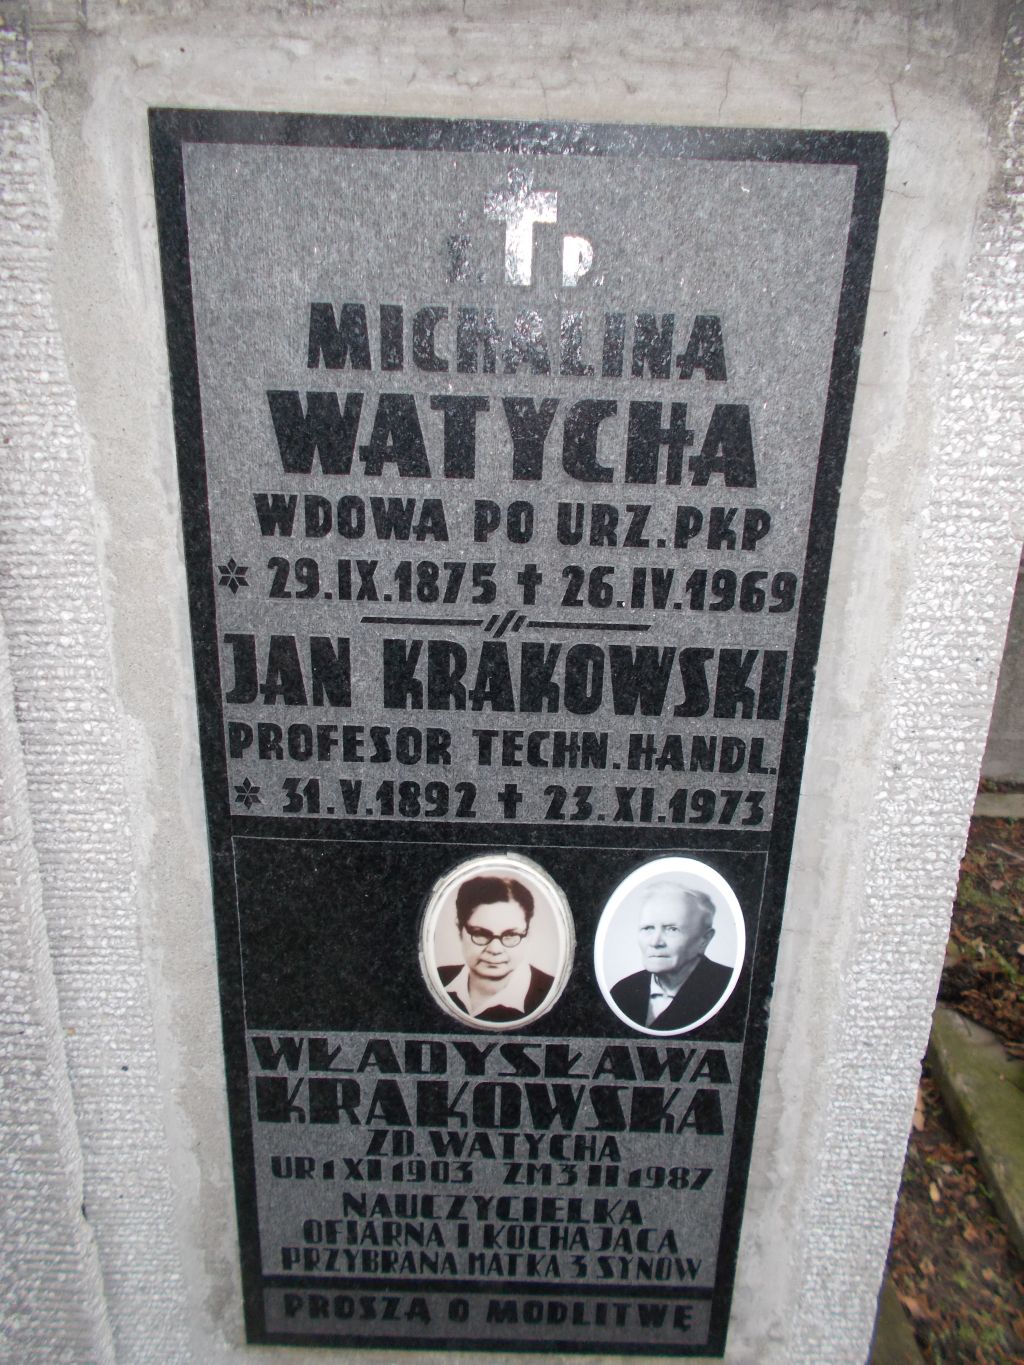 Ś. P.
MICHALINA
WATYCHA
WDOWA PO URZ.PKP
29.IX.1875 ✝ 26.IV.1969
JAN KRAKOWSKI
PROFESOR TECHN.HANDL.
31.V.1892 ✝ 23.XI.1973
WŁADYSŁAWA
KRAKOWSKA
ZD. WATYCHA
UR 1 XI 1903 ZM 3 II 1987
NAUCZYCIELKA
OFIARNA I KOCHAJĄCA
PRZYBRANA MATKA 3 SYNÓW
PROSZĄ O MODLITWĘ